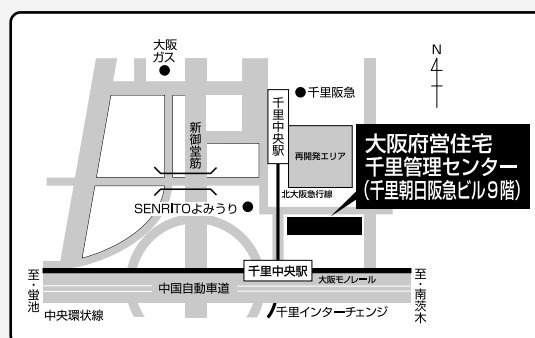 大阪
ガス
N
千里阪急
新御堂筋
千里中央駅
再開発エリア
大阪府営住宅
千里管理センター
(千里朝日阪急ビル9階)
北大阪急行線
SENRITOよみうり
千里中央駅
大阪モノレール
至・蛍池
中国自動車道
至・南茨木
中央環状線
千里インターチェンジ